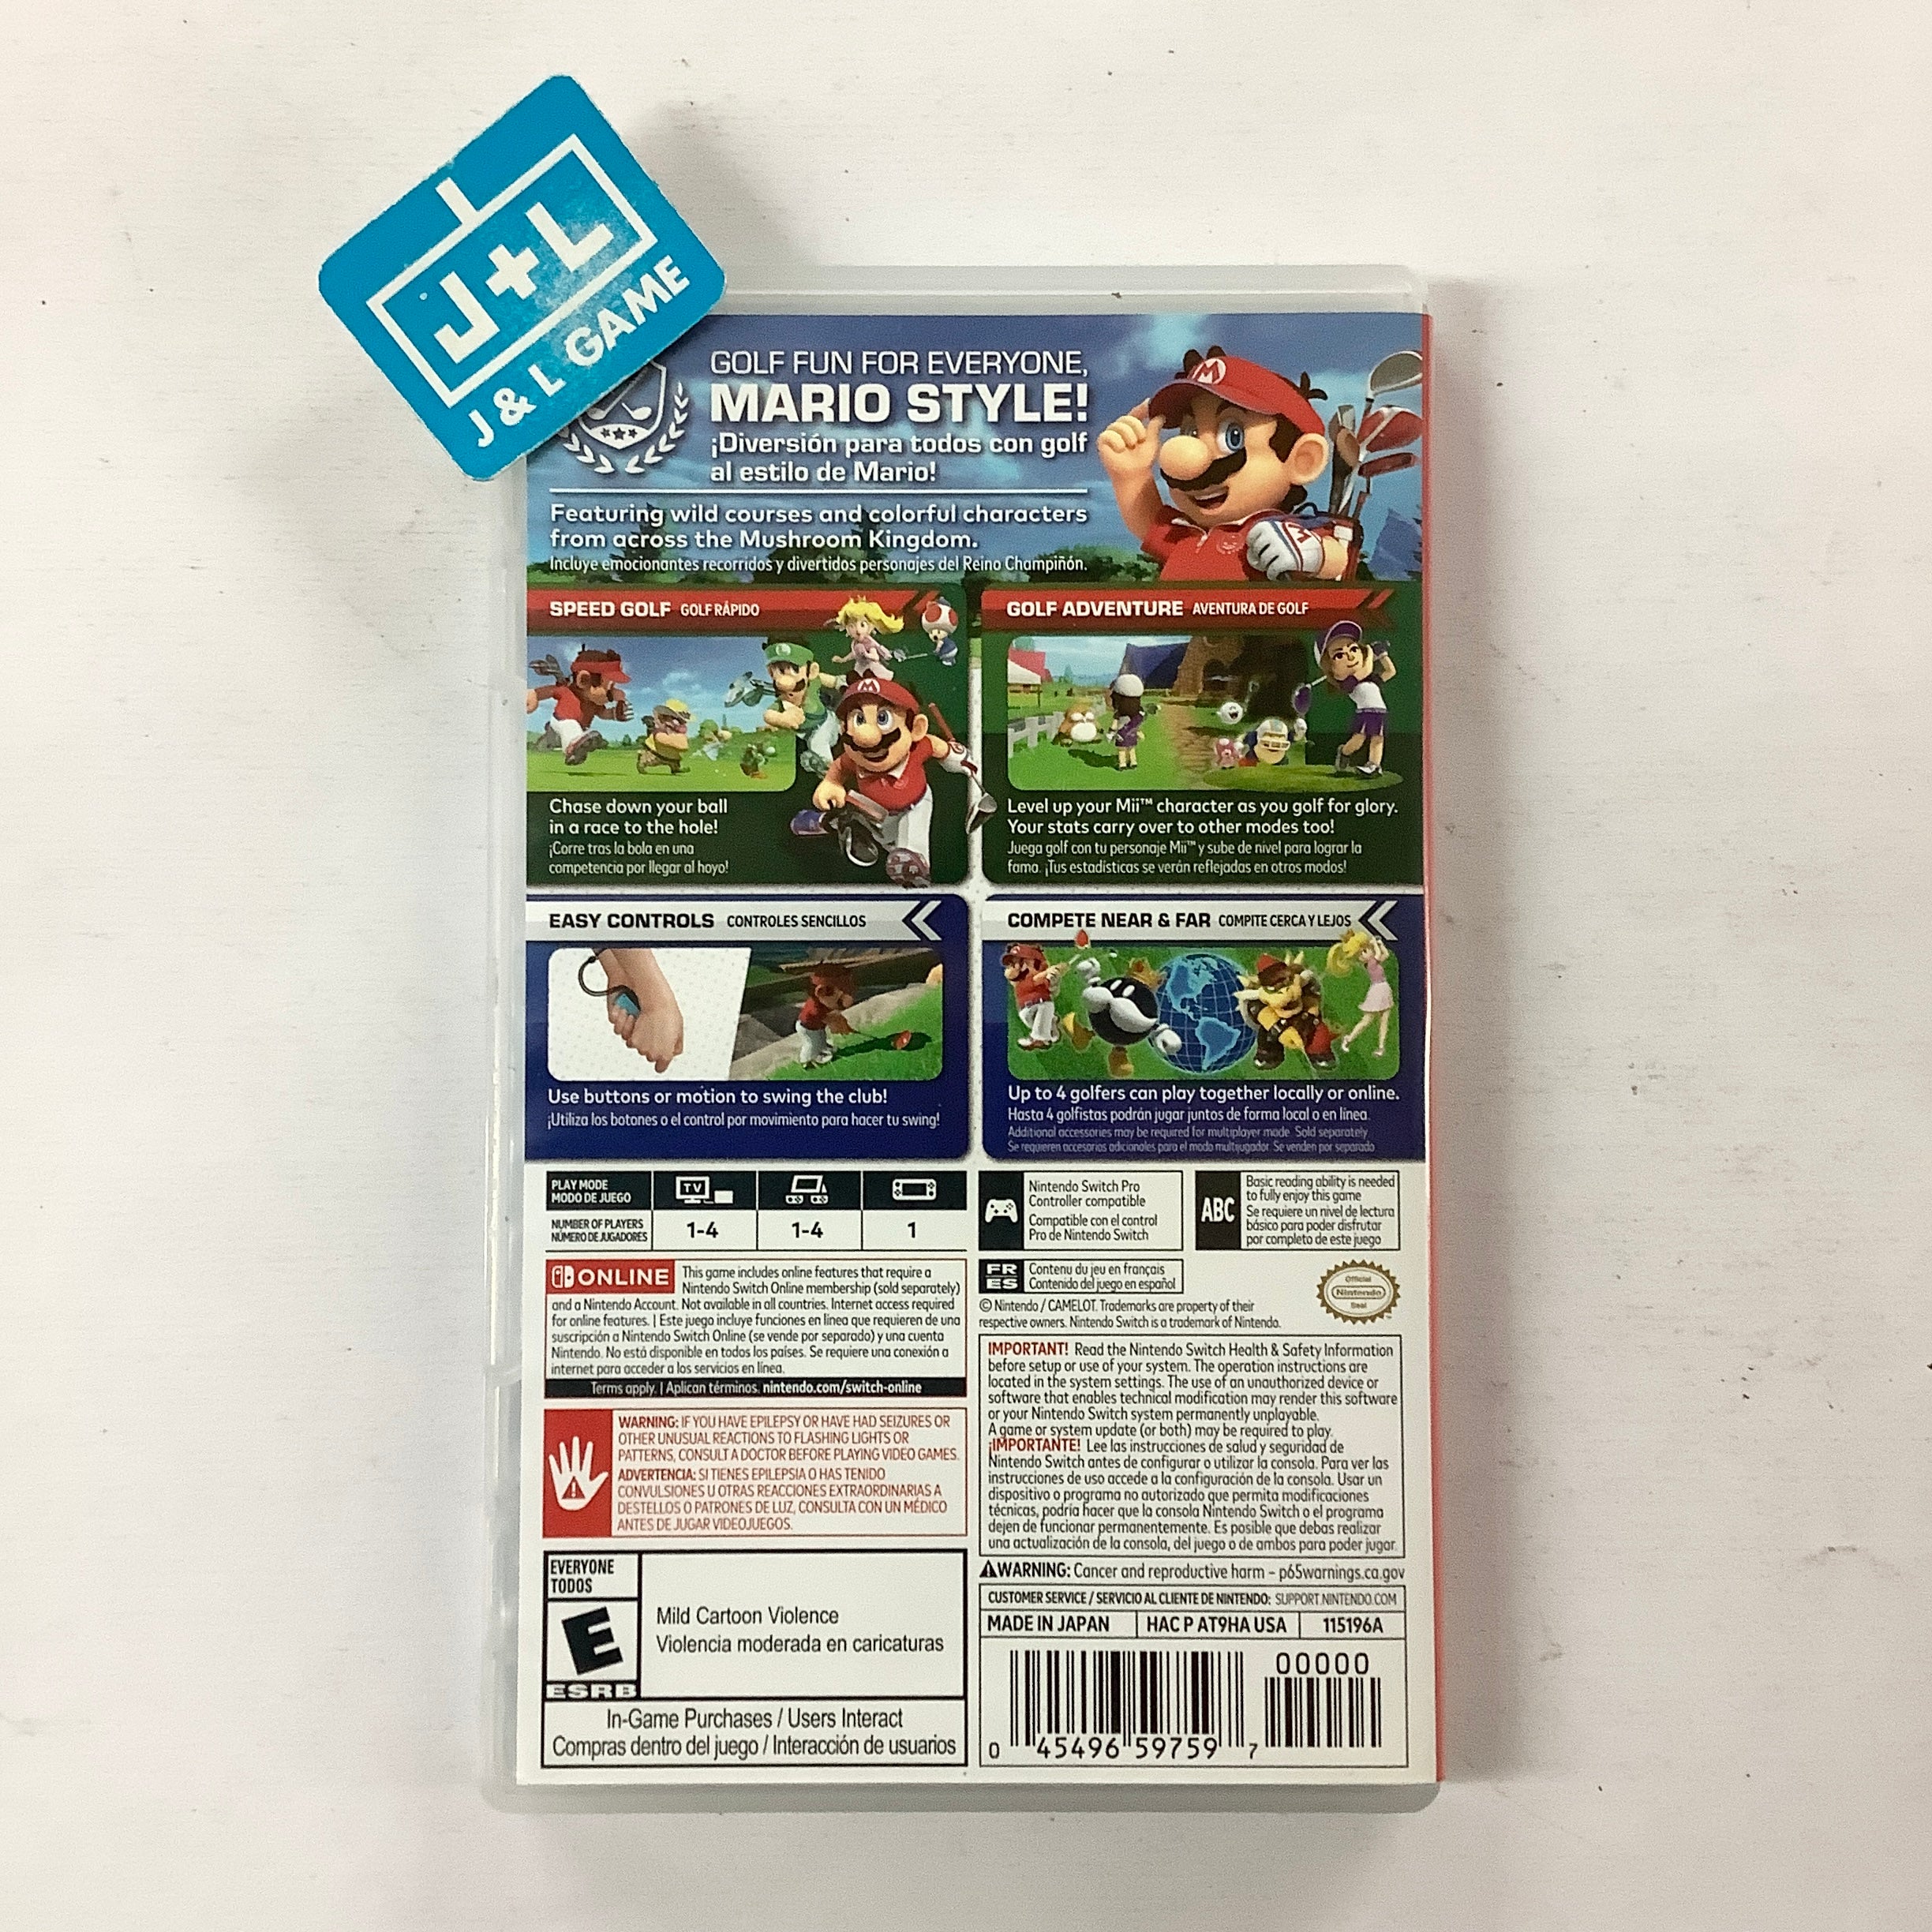 J+L
J & L GAME
GOLF FUN FOR EVERYONE,
MARIO STYLE!
¡Diversión para todos con golf
al estilo de Mario!
Featuring wild courses and colorful characters
from across the Mushroom Kingdom.
Incluye emocionantes recorridos y divertidos personajes del Reino Champiñón.
SPEED GOLF GOLF RÁPIDO
Chase down your ball
in a race to the hole!
¡Corre tras la bola en una
competencia por llegar al hoyo!
GOLF ADVENTURE AVENTURA DE GOLF
Level up your Mii™ character as you golf for glory.
Your stats carry over to other modes too!
Juega golf con tu personaje Mii™ y sube de nivel para lograr la
fama. ¡Tus estadísticas se verán reflejadas en otros modos!
EASY CONTROLS CONTROLES SENCILLOS
Use buttons or motion to swing the club!
¡Utiliza los botones o el control por movimiento para hacer tu swing!
COMPETE NEAR & FAR COMPITE CERCA Y LEJOS
Up to 4 golfers can play together locally or online.
Hasta 4 golfistas podrán jugar juntos de forma local o en línea.
Additional accessories may be required for multiplayer mode. Sold separately.
Se requieren accesorios adicionales para el modo multijugador. Se venden por separado.
PLAY MODE
MODO DE JUEGO
TV
NUMBER OF PLAYERS
NÚMERO DE JUGADORES
1-4 1-4 1
ONLINE This game includes online features that require a
Nintendo Switch Online membership (sold separately)
and a Nintendo Account. Not available in all countries. Internet access required
for online features. | Este juego incluye funciones en línea que requieren de una
suscripción a Nintendo Switch Online (se vende por separado) y una cuenta
Nintendo. No está disponible en todos los países. Se requiere una conexión a
internet para acceder a los servicios en línea.
Terms apply. | Aplican términos. nintendo.com/switch-online
WARNING: IF YOU HAVE EPILEPSY OR HAVE HAD SEIZURES OR
OTHER UNUSUAL REACTIONS TO FLASHING LIGHTS OR
PATTERNS, CONSULT A DOCTOR BEFORE PLAYING VIDEO GAMES.
ADVERTENCIA: SI TIENES EPILEPSIA O HAS TENIDO
CONVULSIONES U OTRAS REACCIONES EXTRAORDINARIAS A
DESTELLOS O PATRONES DE LUZ, CONSULTA CON UN MÉDICO
ANTES DE JUGAR VIDEOJUEGOS.
EVERYONE
TODOS
E
ESRB
Mild Cartoon Violence
Violencia moderada en caricaturas
In-Game Purchases / Users Interact
Compras dentro del juego / Interacción de usuarios
Nintendo Switch Pro
Controller compatible
Compatible con el control
Pro de Nintendo Switch
ABC
Basic reading ability is needed
to fully enjoy this game
Se requiere un nivel de lectura
básico para poder disfrutar
por completo de este juego
FR
ES
Contenu du jeu en français
Contenido del juego en español
Official
Nintendo
Seal
© Nintendo / CAMELOT. Trademarks are property of their
respective owners. Nintendo Switch is a trademark of Nintendo.
IMPORTANT! Read the Nintendo Switch Health & Safety Information
before setup or use of your system. The operation instructions are
located in the system settings. The use of an unauthorized device or
software that enables technical modification may render this software
or your Nintendo Switch system permanently unplayable.
A game or system update (or both) may be required to play.
¡IMPORTANTE! Lee las instrucciones de salud y seguridad de
Nintendo Switch antes de configurar o utilizar la consola. Para ver las
instrucciones de uso accede a la configuración de la consola. Usar un
dispositivo o programa no autorizado que permita modificaciones
técnicas, podría hacer que la consola Nintendo Switch o el programa
dejen de funcionar permanentemente. Es posible que debas realizar
una actualización de la consola, del juego o de ambos para poder jugar.
WARNING: Cancer and reproductive harm – p65warnings.ca.gov
CUSTOMER SERVICE / SERVICIO AL CLIENTE DE NINTENDO: SUPPORT.NINTENDO.COM
MADE IN JAPAN HAC P AT9HA USA 115196A
00000
0 45496 59759 7